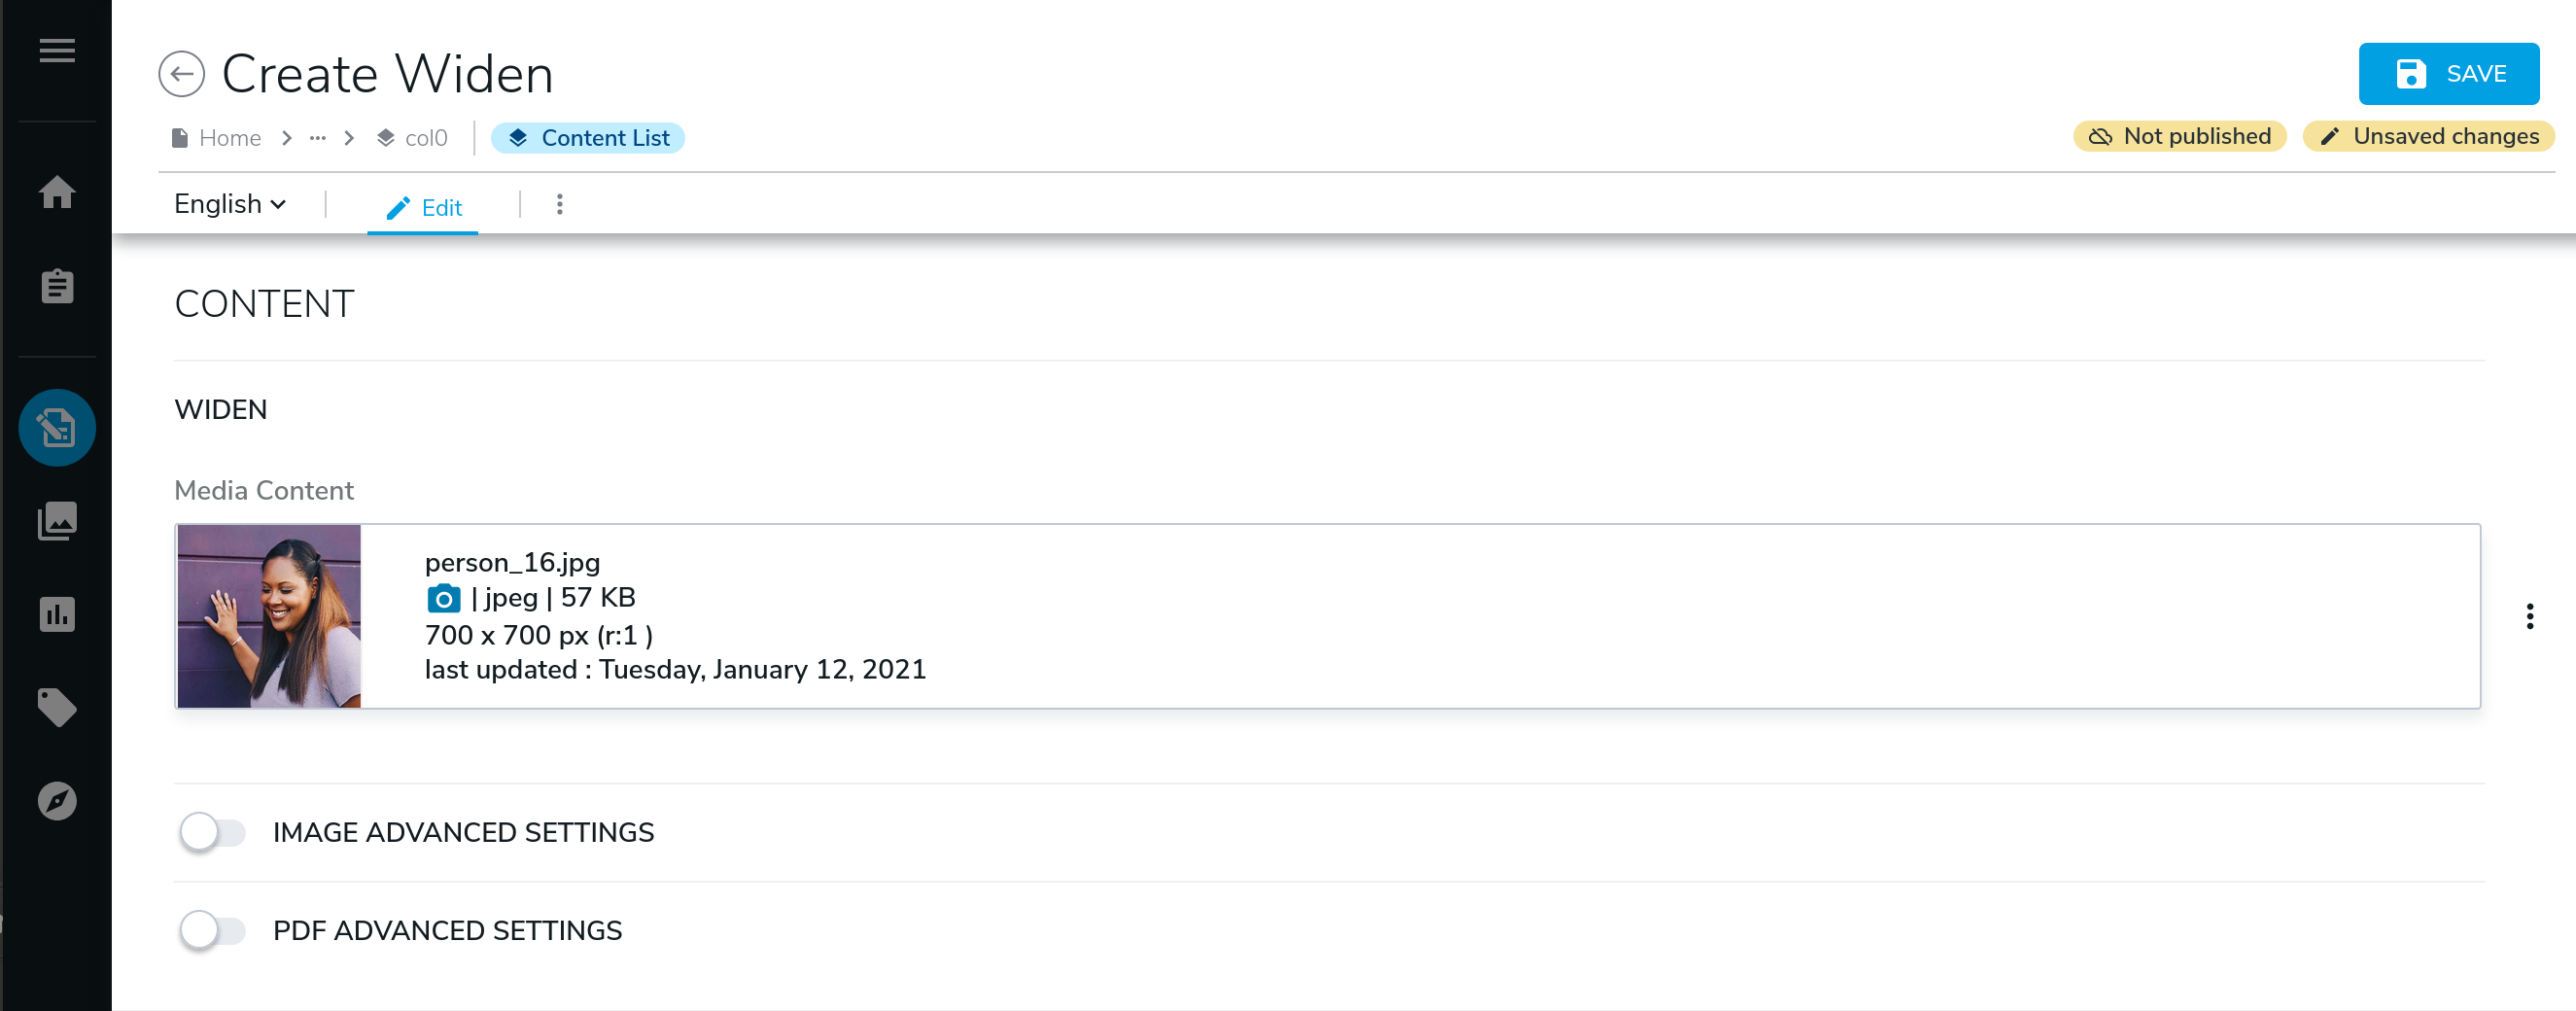 Create Widen
SAVE
Home
···
col0
Content List
Not published
Unsaved changes
English
Edit
CONTENT
WIDEN
Media Content
person_16.jpg
| jpeg | 57 KB
700 x 700 px (r:1 )
last updated : Tuesday, January 12, 2021
IMAGE ADVANCED SETTINGS
PDF ADVANCED SETTINGS